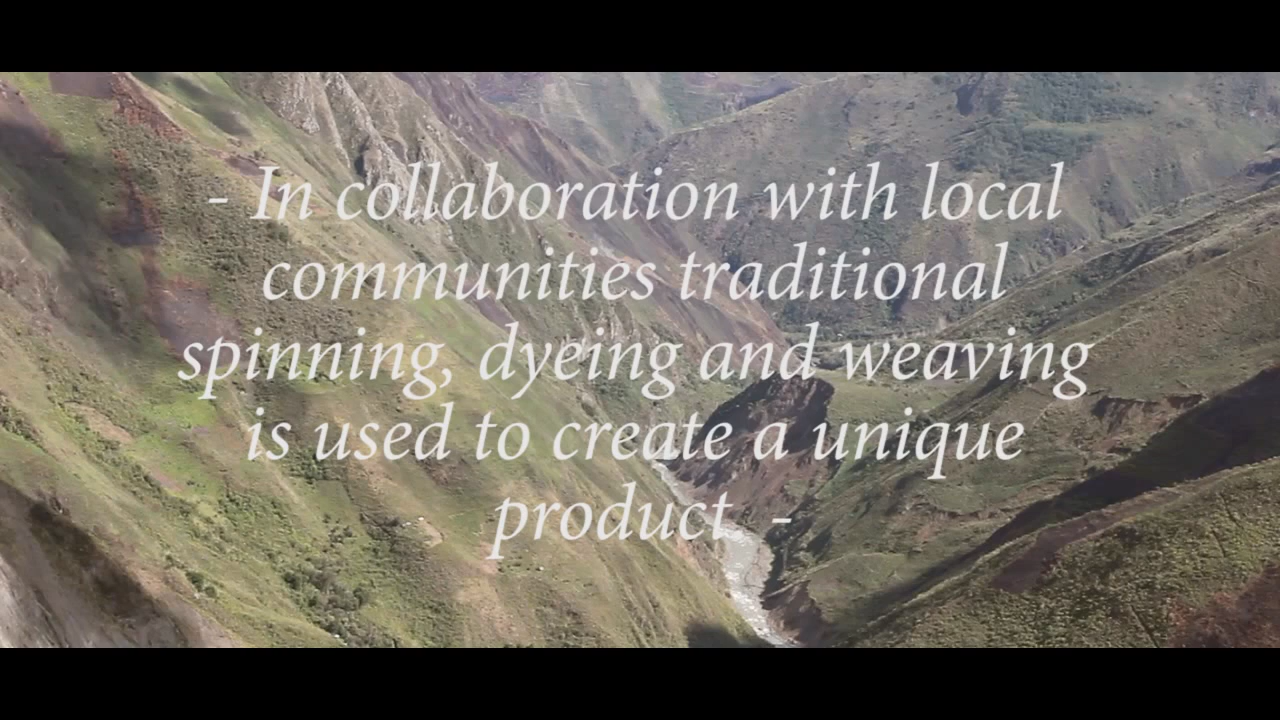 - In collaboration with local
communities traditional
spinning, dyeing and weaving
is used to create a unique
product -